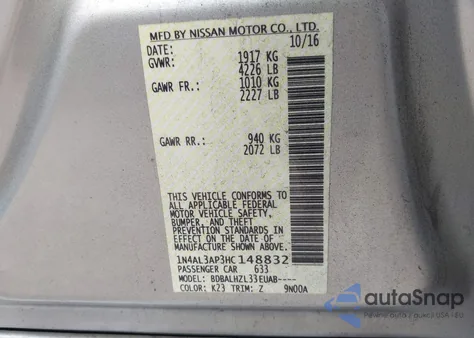 MFD BY NISSAN MOTOR CO., LTD.
DATE: 10/16
GVWR: 1917 KG
4226 LB
GAWR FR.: 1010 KG
2227 LB
GAWR RR.: 940 KG
2072 LB
THIS VEHICLE CONFORMS TO
ALL APPLICABLE FEDERAL
MOTOR VEHICLE SAFETY,
BUMPER, AND THEFT
PREVENTION STANDARDS IN
EFFECT ON THE DATE OF
MANUFACTURE SHOWN ABOVE.
1N4AL3AP3HC148832
PASSENGER CAR 633
MODEL: BDBALHZL33EUAB----
COLOR: K23 TRIM: Z 9N00A
autoSnap